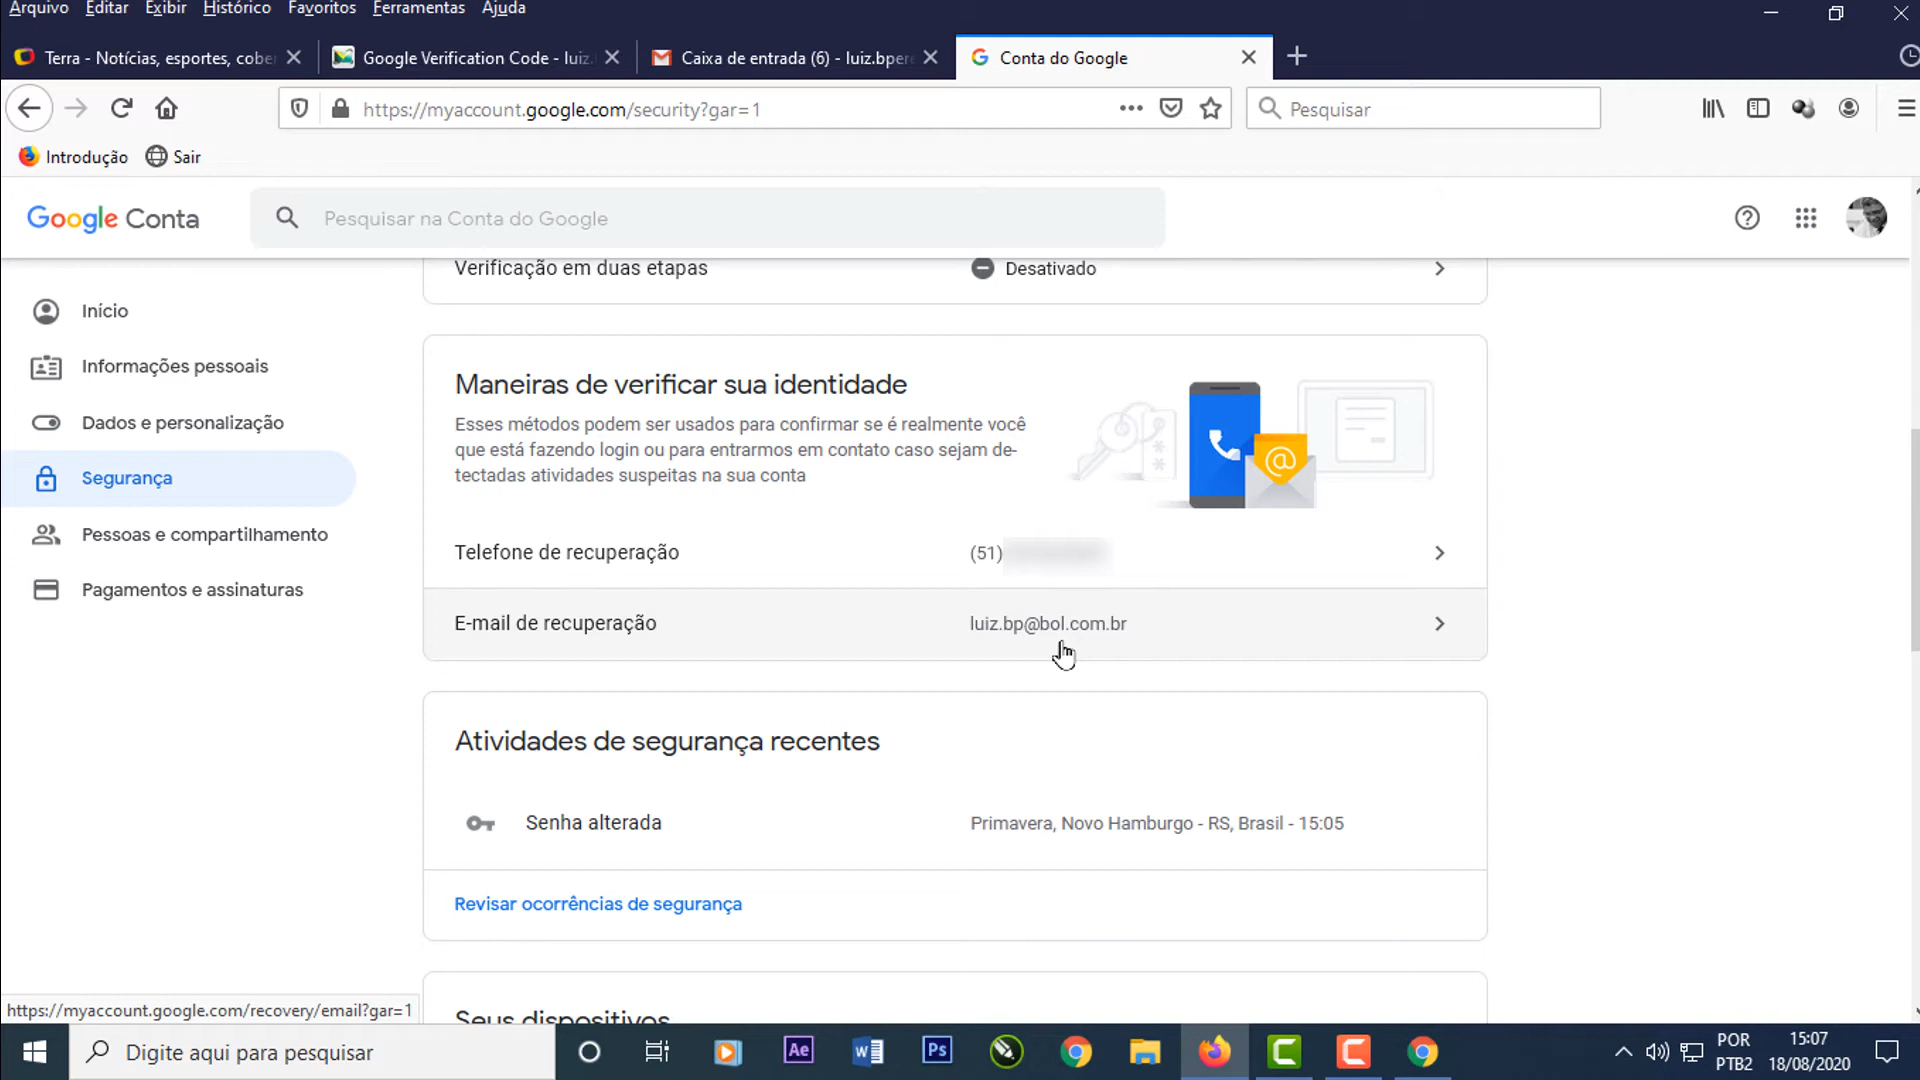 Arquivo Editar Exibir Histórico Favoritos Ferramentas Ajuda
Terra - Notícias, esportes, cober
Google Verification Code - luiz.
Caixa de entrada (6) - luiz.bpere
Conta do Google
https://myaccount.google.com/security?gar=1
Pesquisar
Introdução
Sair
Google Conta
Pesquisar na Conta do Google
Início
Informações pessoais
Dados e personalização
Segurança
Pessoas e compartilhamento
Pagamentos e assinaturas
Verificação em duas etapas Desativado
Maneiras de verificar sua identidade
Esses métodos podem ser usados para confirmar se é realmente você
que está fazendo login ou para entrarmos em contato caso sejam de-
tectadas atividades suspeitas na sua conta
Telefone de recuperação (51)
E-mail de recuperação luiz.bp@bol.com.br
Atividades de segurança recentes
Senha alterada Primavera, Novo Hamburgo - RS, Brasil - 15:05
Revisar ocorrências de segurança
Seus dispositivos
https://myaccount.google.com/recovery/email?gar=1
Digite aqui para pesquisar
Ae
Ps
POR
PTB2
15:07
18/08/2020